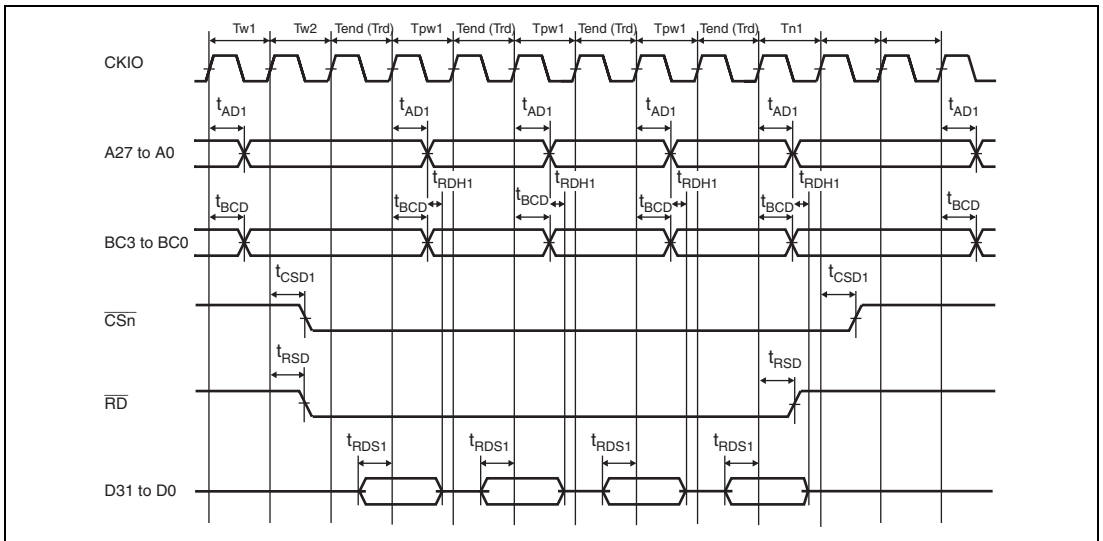 Tw1 Tw2 Tend (Trd) Tpw1 Tend (Trd) Tpw1 Tend (Trd) Tpw1 Tend (Trd) Tn1
CKIO
tAD1 tAD1 tAD1 tAD1 tAD1 tAD1
A27 to A0
tRDH1 tRDH1 tRDH1 tRDH1
tBCD tBCD tBCD tBCD tBCD tBCD
BC3 to BC0
tCSD1 tCSD1
CSn
tRSD tRSD
RD
tRDS1 tRDS1 tRDS1 tRDS1
D31 to D0